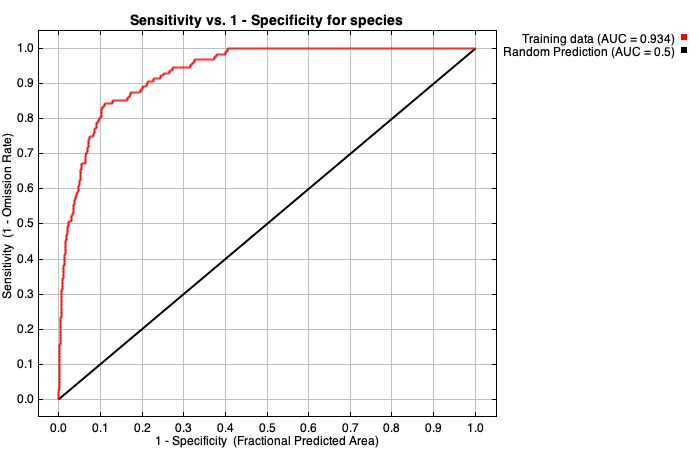 Sensitivity vs. 1 - Specificity for species
Training data (AUC = 0.934)
Random Prediction (AUC = 0.5)
Sensitivity (1 - Omission Rate)
1.0
0.9
0.8
0.7
0.6
0.5
0.4
0.3
0.2
0.1
0.0
0.0 0.1 0.2 0.3 0.4 0.5 0.6 0.7 0.8 0.9 1.0
1 - Specificity (Fractional Predicted Area)